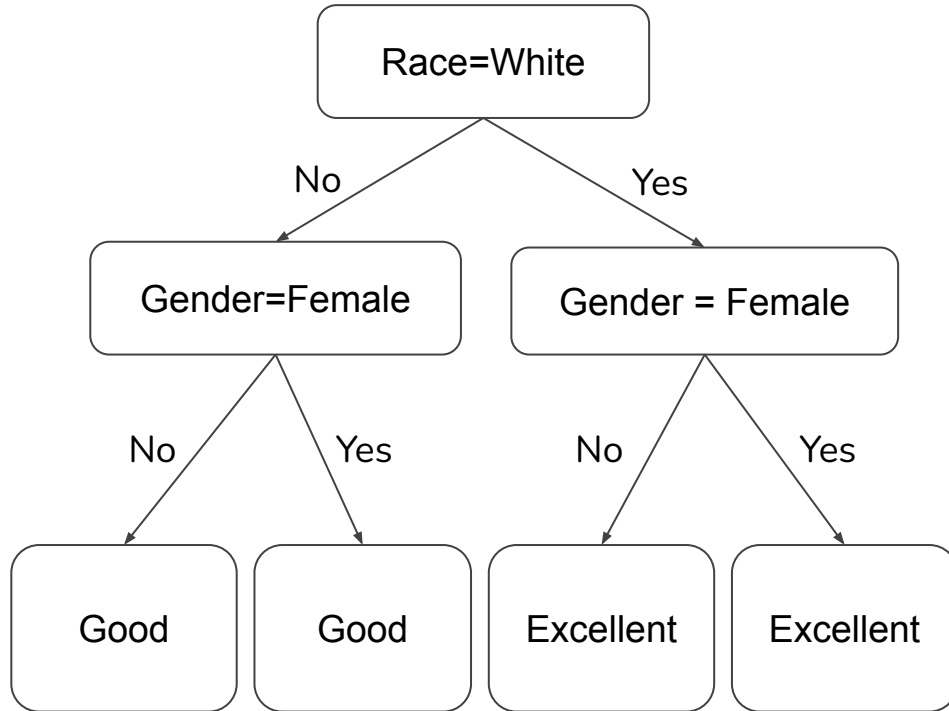 Race=White
No
Yes
Gender=Female
Gender = Female
No
Yes
No
Yes
Good
Good
Excellent
Excellent